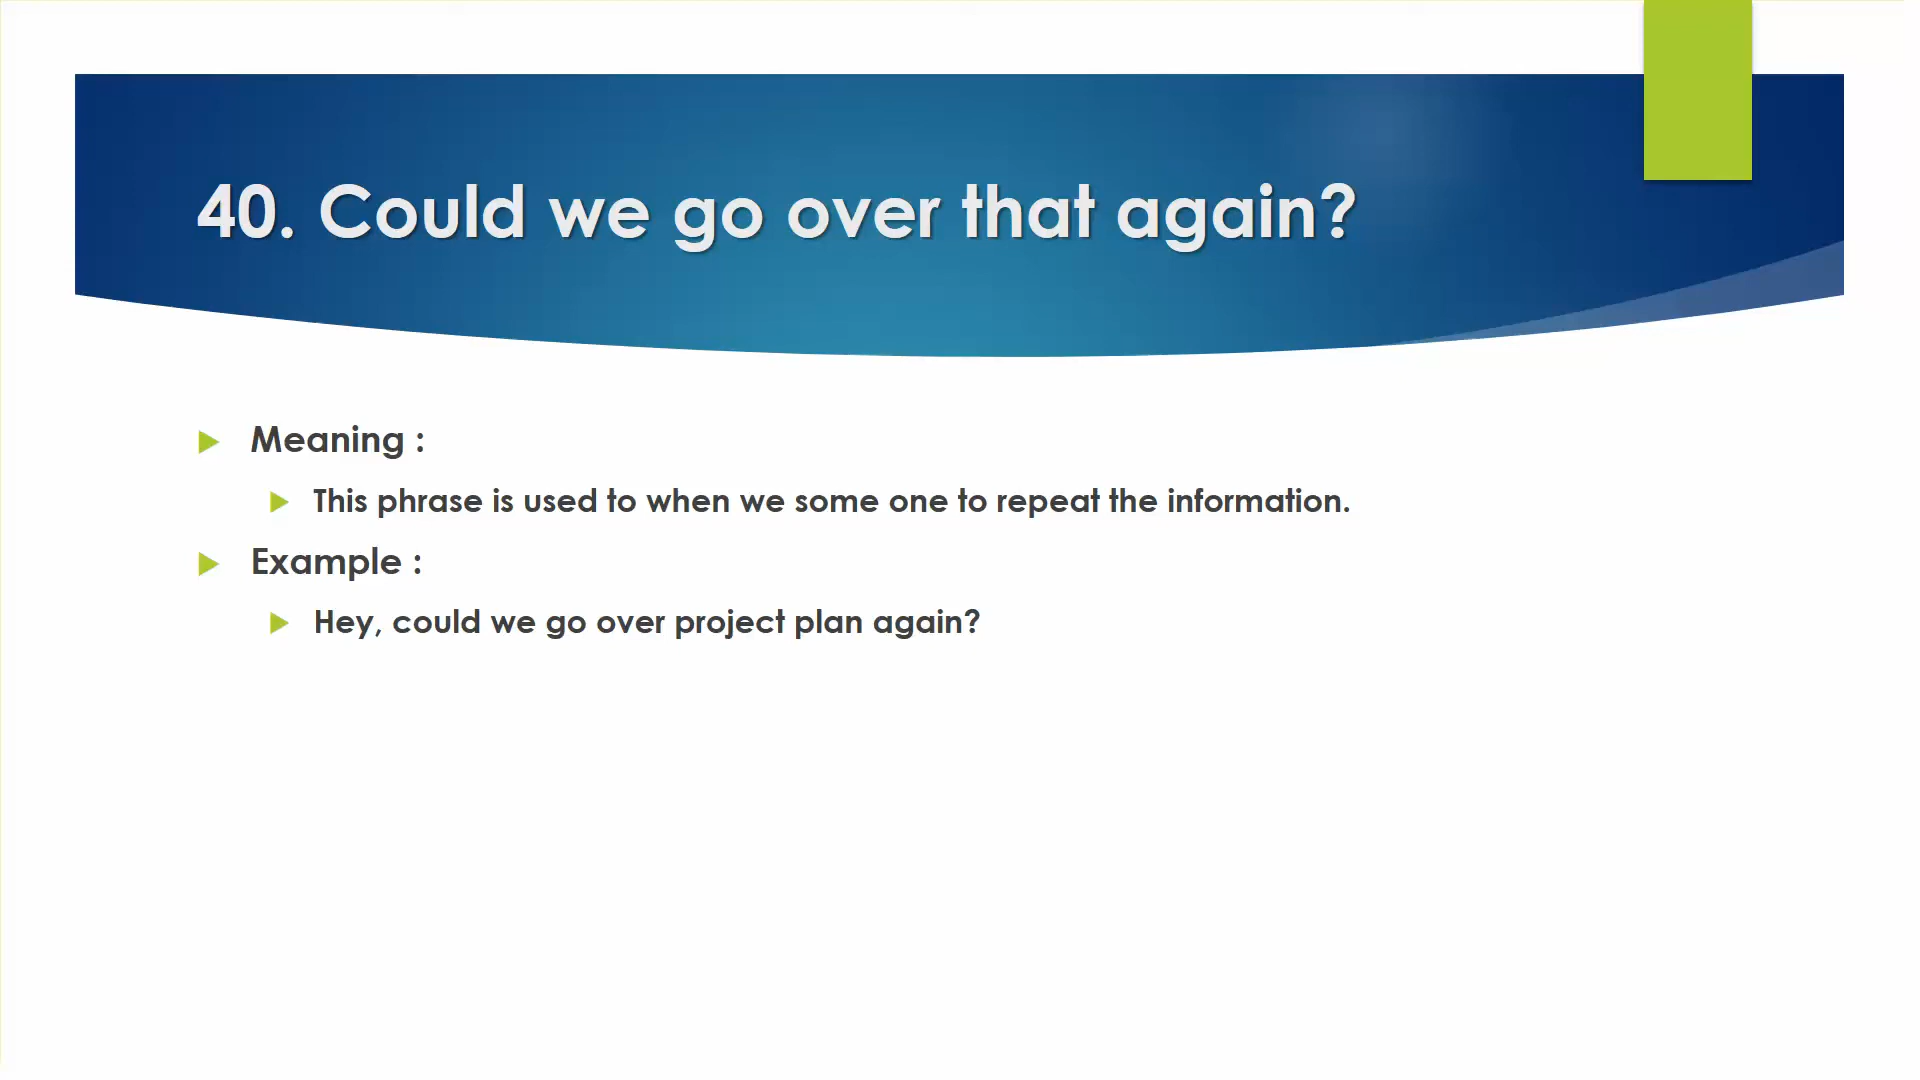 40. Could we go over that again?
Meaning :
This phrase is used to when we some one to repeat the information.
Example :
Hey, could we go over project plan again?